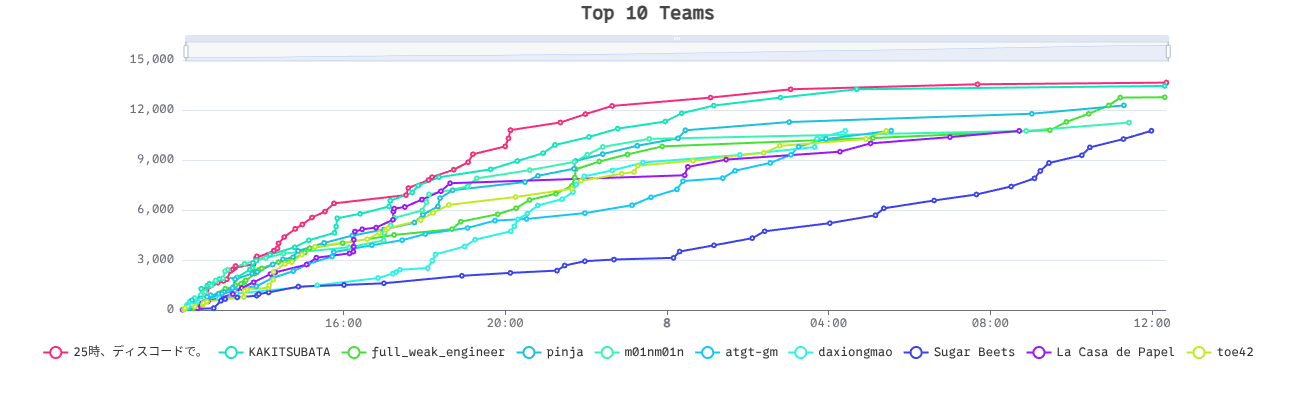 Top 10 Teams
15,000
12,000
9,000
6,000
3,000
0
16:00 20:00 8 04:00 08:00 12:00
25時、ディスコードで。 KAKITSUBATA full_weak_engineer pinja m01nm01n atgt-gm daxiongmao Sugar Beets La Casa de Papel toe42